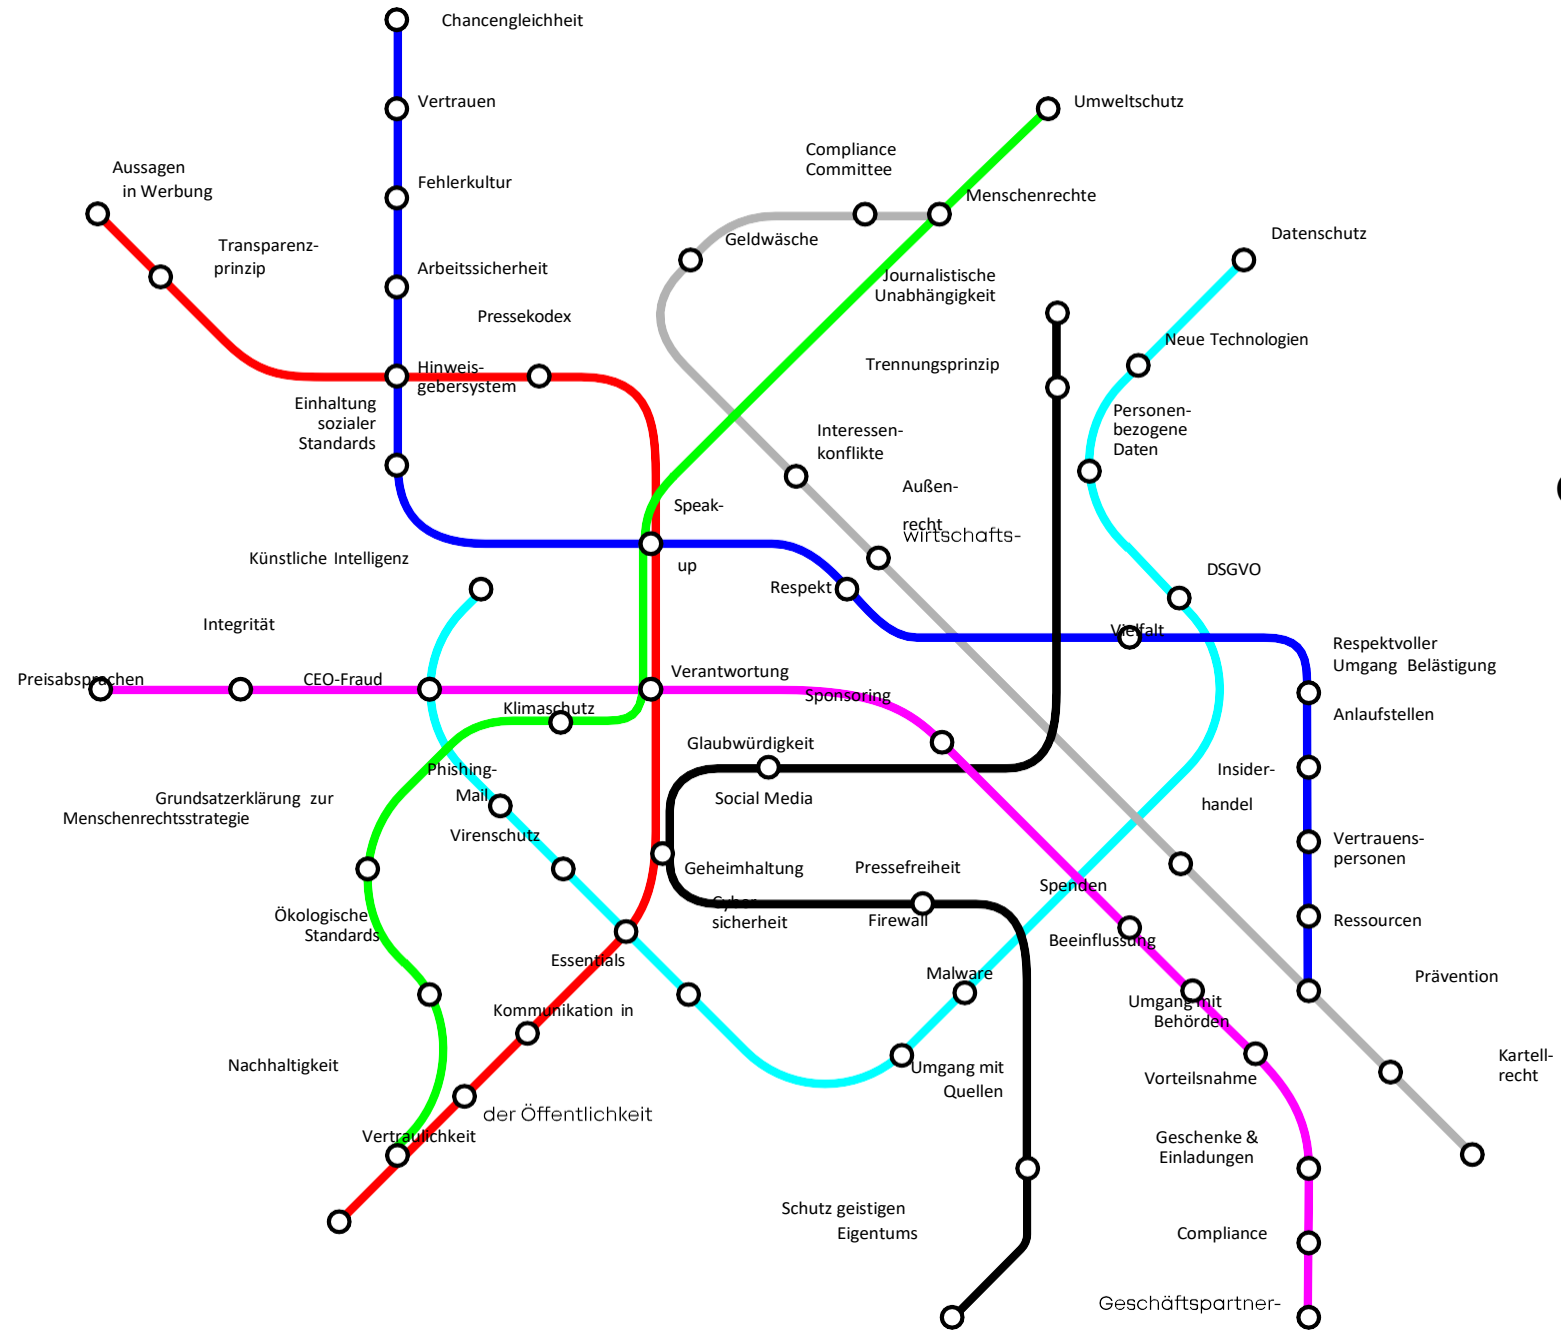 Chancengleichheit
Vertrauen
Umweltschutz
Compliance
Committee
Aussagen
in Werbung
Fehlerkultur
Menschenrechte
Transparenz-
prinzip
Geldwäsche
Datenschutz
Arbeitssicherheit
Journalistische
Unabhängigkeit
Pressekodex
Neue Technologien
Hinweis-
gebersystem
Trennungsprinzip
Einhaltung
sozialer
Standards
Personen-
bezogene
Daten
Interessen-
konflikte
Außen-
recht
wirtschafts-
Speak-
up
Künstliche Intelligenz
Respekt
DSGVO
Integrität
Vielfalt
Respektvoller
Umgang Belästigung
Preisabsprachen
CEO-Fraud
Verantwortung
Sponsoring
Klimaschutz
Anlaufstellen
Glaubwürdigkeit
Phishing-
Mail
Social Media
Insider-
handel
Grundsatzerklärung zur
Menschenrechtsstrategie
Virenschutz
Vertrauens-
personen
Geheimhaltung
Pressefreiheit
Spenden
Cyber-
sicherheit
Firewall
Ökologische
Standards
Beeinflussung
Ressourcen
Essentials
Malware
Prävention
Kommunikation in
Umgang mit
Behörden
Nachhaltigkeit
Umgang mit
Quellen
Vorteilsnahme
Kartell-
recht
der Öffentlichkeit
Vertraulichkeit
Geschenke &
Einladungen
Schutz geistigen
Eigentums
Compliance
Geschäftspartner-